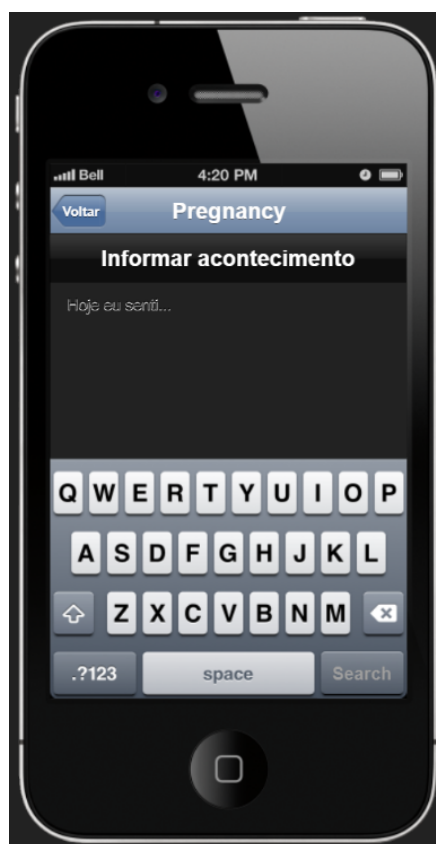 Bell 4:20 PM
Voltar Pregnancy
Informar acontecimento
Hoje eu senti...
Q W E R T Y U I O P
A S D F G H J K L
Z X C V B N M
.?123 space Search